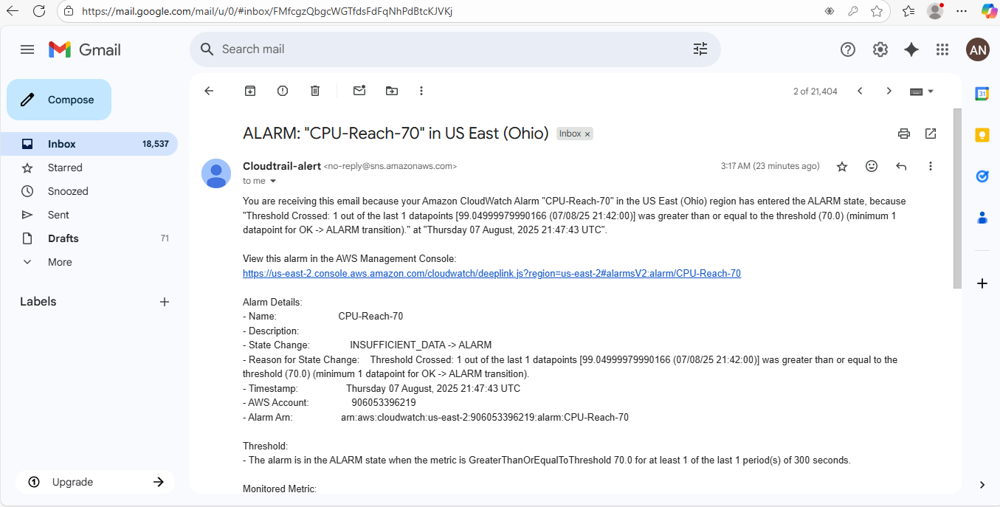 https://mail.google.com/mail/u/0/#inbox/FMfcgzQbgcWGTfdsFdFqNhPdBtcKJVKj
Gmail
Search mail
AN
Compose
2 of 21,404
31
Inbox 18,537
Starred
Snoozed
Sent
Drafts 71
More
Labels
Upgrade
ALARM: "CPU-Reach-70" in US East (Ohio) Inbox x
Cloudtrail-alert <no-reply@sns.amazonaws.com> 3:17 AM (23 minutes ago)
to me
You are receiving this email because your Amazon CloudWatch Alarm "CPU-Reach-70" in the US East (Ohio) region has entered the ALARM state, because
"Threshold Crossed: 1 out of the last 1 datapoints [99.04999979990166 (07/08/25 21:42:00)] was greater than or equal to the threshold (70.0) (minimum 1
datapoint for OK -> ALARM transition)." at "Thursday 07 August, 2025 21:47:43 UTC".
View this alarm in the AWS Management Console:
https://us-east-2.console.aws.amazon.com/cloudwatch/deeplink.js?region=us-east-2#alarmsV2:alarm/CPU-Reach-70
Alarm Details:
- Name: CPU-Reach-70
- Description:
- State Change: INSUFFICIENT_DATA -> ALARM
- Reason for State Change: Threshold Crossed: 1 out of the last 1 datapoints [99.04999979990166 (07/08/25 21:42:00)] was greater than or equal to the
threshold (70.0) (minimum 1 datapoint for OK -> ALARM transition).
- Timestamp: Thursday 07 August, 2025 21:47:43 UTC
- AWS Account: 906053396219
- Alarm Arn: arn:aws:cloudwatch:us-east-2:906053396219:alarm:CPU-Reach-70
Threshold:
- The alarm is in the ALARM state when the metric is GreaterThanOrEqualToThreshold 70.0 for at least 1 of the last 1 period(s) of 300 seconds.
Monitored Metric: